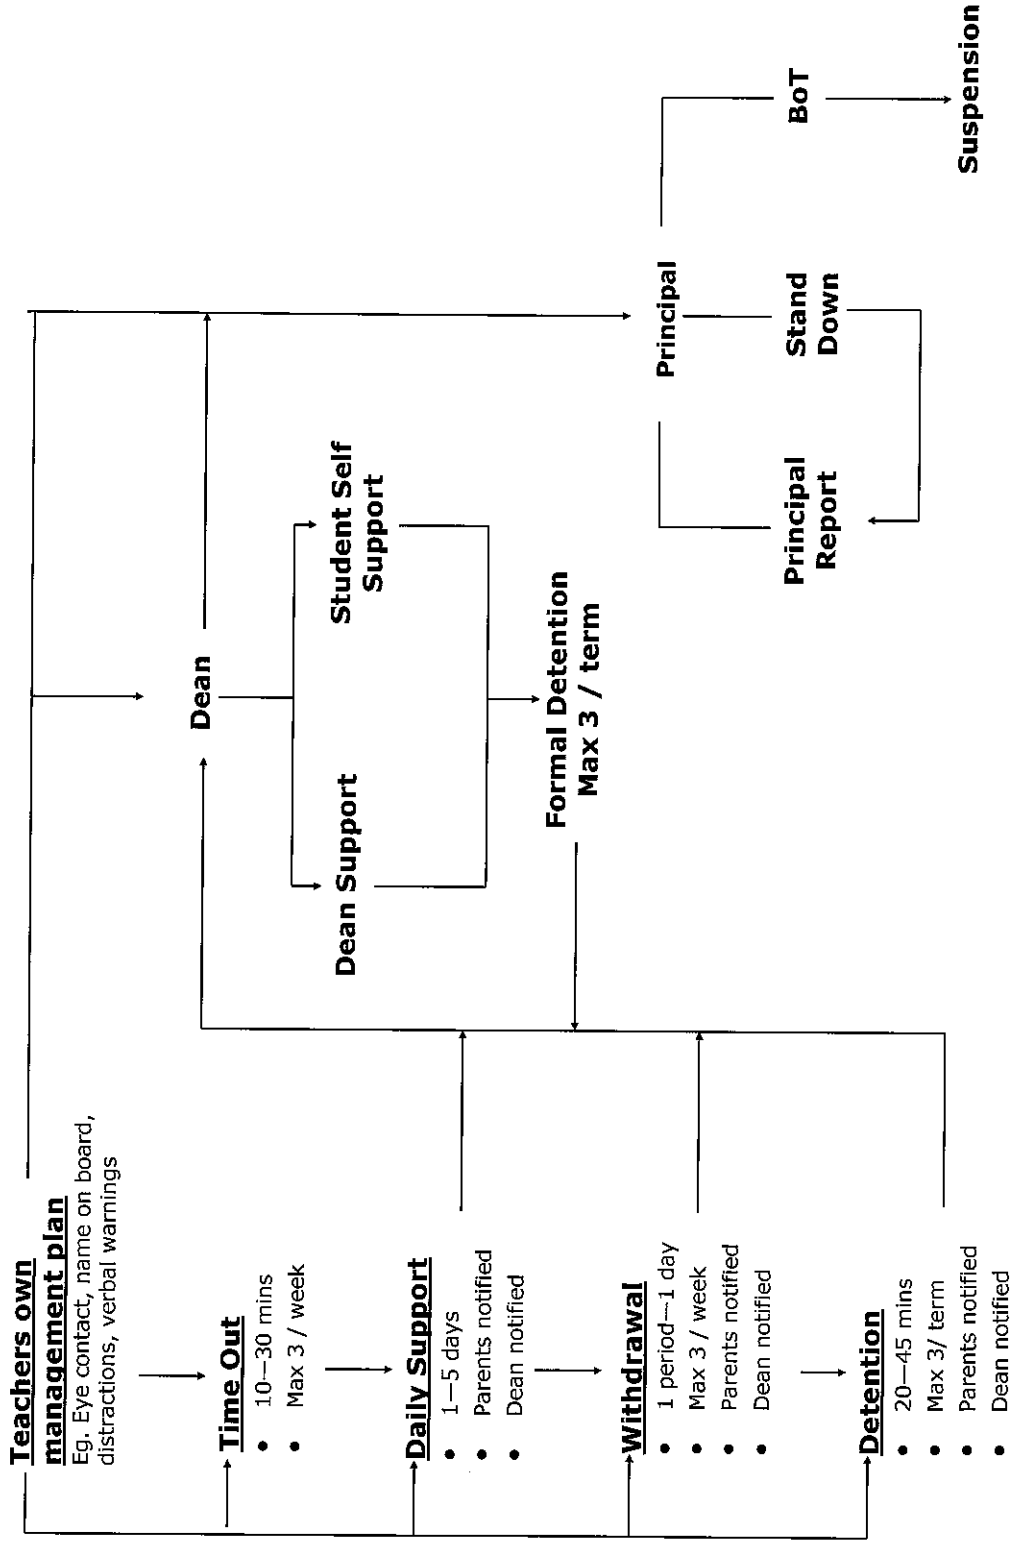 Teachers own
management plan
Eg. Eye contact, name on board,
distractions, verbal warnings
Time Out
• 10—30 mins
• Max 3 / week
Daily Support
• 1—5 days
• Parents notified
• Dean notified
Withdrawal
• 1 period—1 day
• Max 3 / week
• Parents notified
• Dean notified
Detention
• 20—45 mins
• Max 3/ term
• Parents notified
• Dean notified
Dean
Dean Support
Student Self
Support
Formal Detention
Max 3 / term
Principal
Principal
Report
Stand
Down
BoT
Suspension